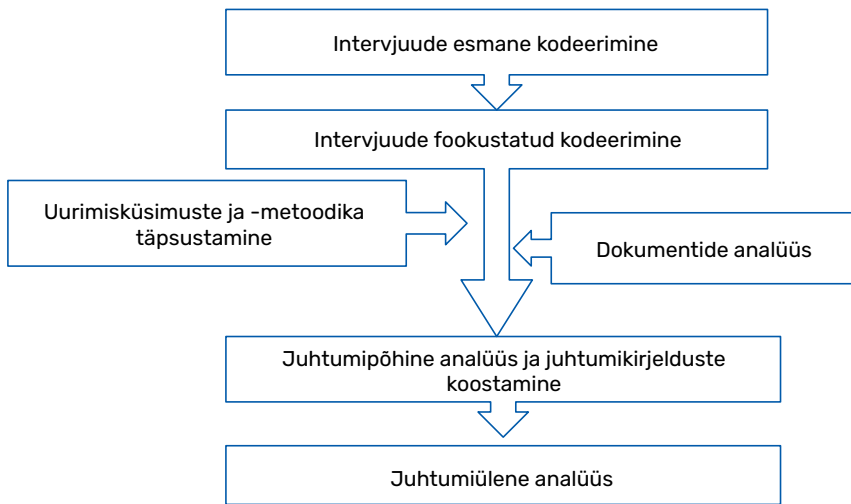 Intervjuude esmane kodeerimine
Intervjuude fookustatud kodeerimine
Uurimisküsimuste ja -metoodika
täpsustamine
Dokumentide analüüs
Juhtumipõhine analüüs ja juhtumikirjelduste
koostamine
Juhtumiülene analüüs